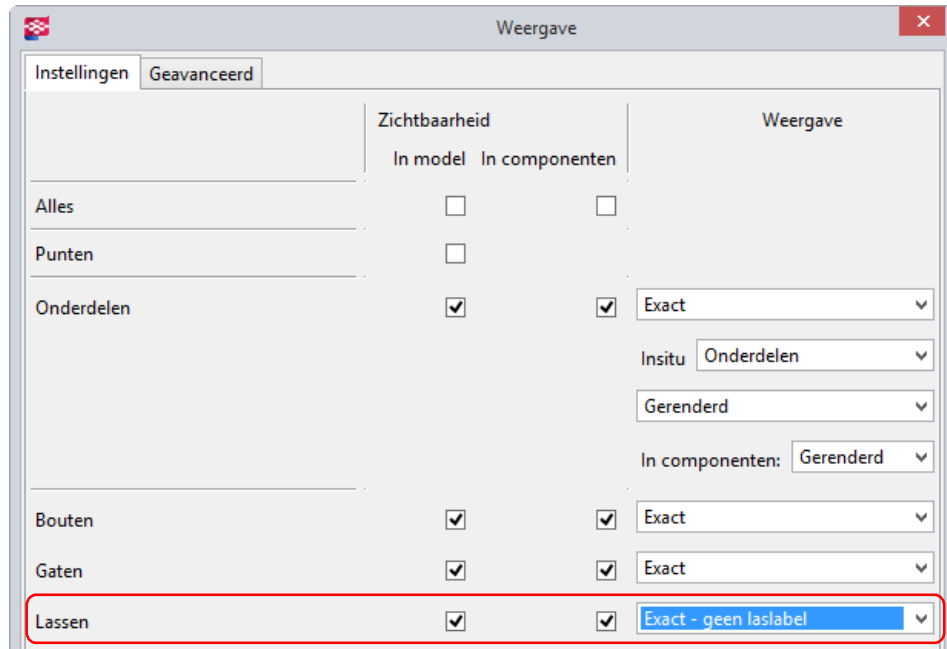 Weergave
Instellingen Geavanceerd
Zichtbaarheid Weergave
In model In componenten
Alles
Punten
Onderdelen Exact
Insitu Onderdelen
Gerenderd
In componenten: Gerenderd
Bouten Exact
Gaten Exact
Lassen Exact - geen laslabel